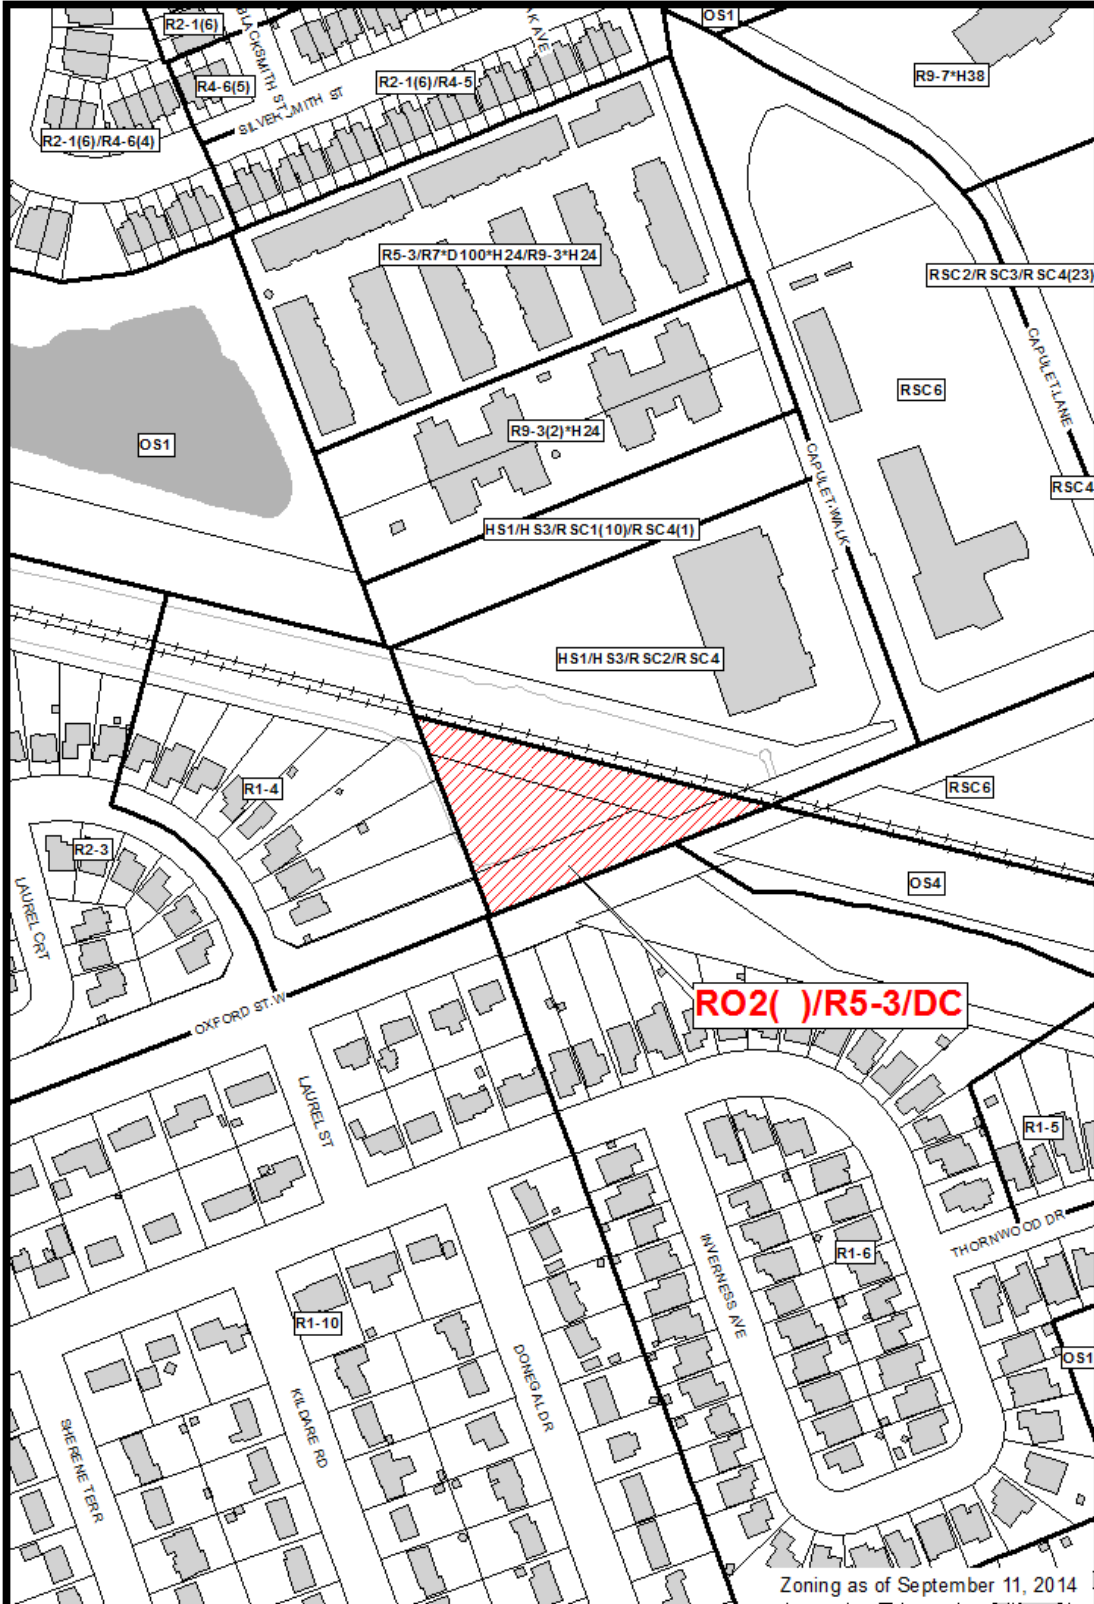 R2-1(6)
BLACKSMITH ST
OS1
R4-6(5)
R2-1(6)/R4-5
R9-7*H38
SILVERSMITH ST
R2-1(6)/R4-6(4)
R5-3/R7*D100*H24/R9-3*H24
RSC2/RSC3/RSC4(23)
CAPULET LANE
RSC6
OS1
R9-3(2)*H24
CAPULET WALK
RSC4
HS1/HS3/RSC1(10)/RSC4(1)
HS1/HS3/RSC2/RSC4
R1-4
RSC6
R2-3
OS4
LAUREL CRT
OXFORD ST. W
RO2( )/R5-3/DC
LAUREL ST
R1-5
THORNWOOD DR
INVERNESS AVE
R1-6
R1-10
OS1
DONEGAL DR
KILDARE RD
SHERENE TERR
Zoning as of September 11, 2014